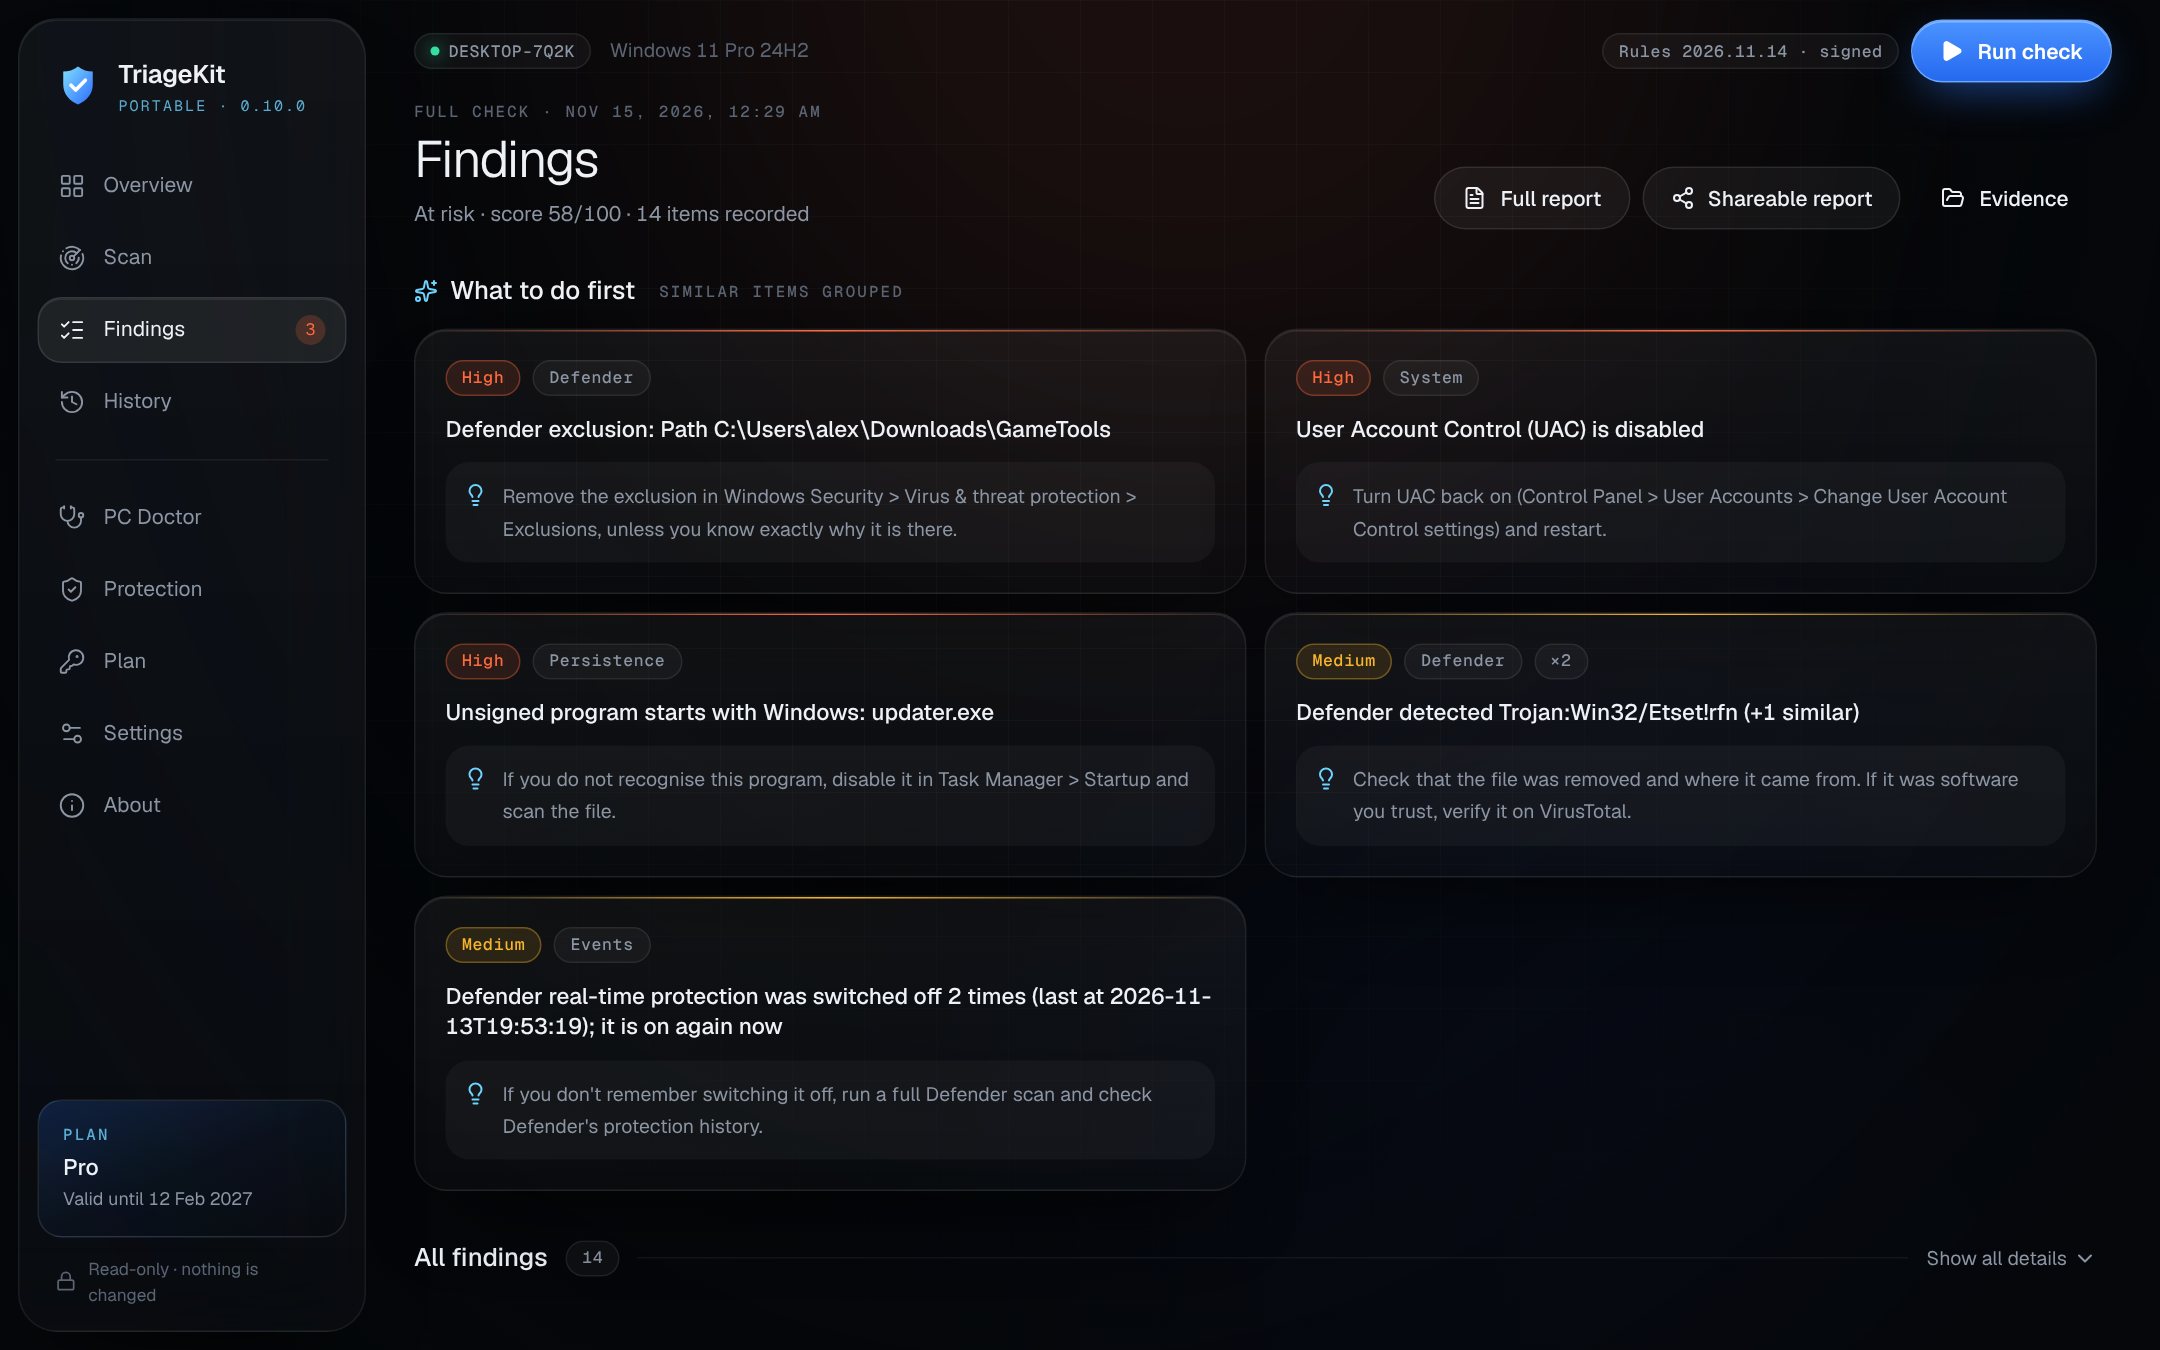 TriageKit
PORTABLE · 0.10.0
Overview
Scan
Findings 3
History
PC Doctor
Protection
Plan
Settings
About
PLAN
Pro
Valid until 12 Feb 2027
Read-only · nothing is
changed
DESKTOP-7Q2K Windows 11 Pro 24H2
Rules 2026.11.14 · signed
Run check
FULL CHECK · NOV 15, 2026, 12:29 AM
Findings
At risk · score 58/100 · 14 items recorded
Full report
Shareable report
Evidence
What to do first SIMILAR ITEMS GROUPED
High Defender
Defender exclusion: Path C:\Users\alex\Downloads\GameTools
Remove the exclusion in Windows Security > Virus & threat protection >
Exclusions, unless you know exactly why it is there.
High System
User Account Control (UAC) is disabled
Turn UAC back on (Control Panel > User Accounts > Change User Account
Control settings) and restart.
High Persistence
Unsigned program starts with Windows: updater.exe
If you do not recognise this program, disable it in Task Manager > Startup and
scan the file.
Medium Defender ×2
Defender detected Trojan:Win32/Etset!rfn (+1 similar)
Check that the file was removed and where it came from. If it was software
you trust, verify it on VirusTotal.
Medium Events
Defender real-time protection was switched off 2 times (last at 2026-11-
13T19:53:19); it is on again now
If you don't remember switching it off, run a full Defender scan and check
Defender's protection history.
All findings 14
Show all details